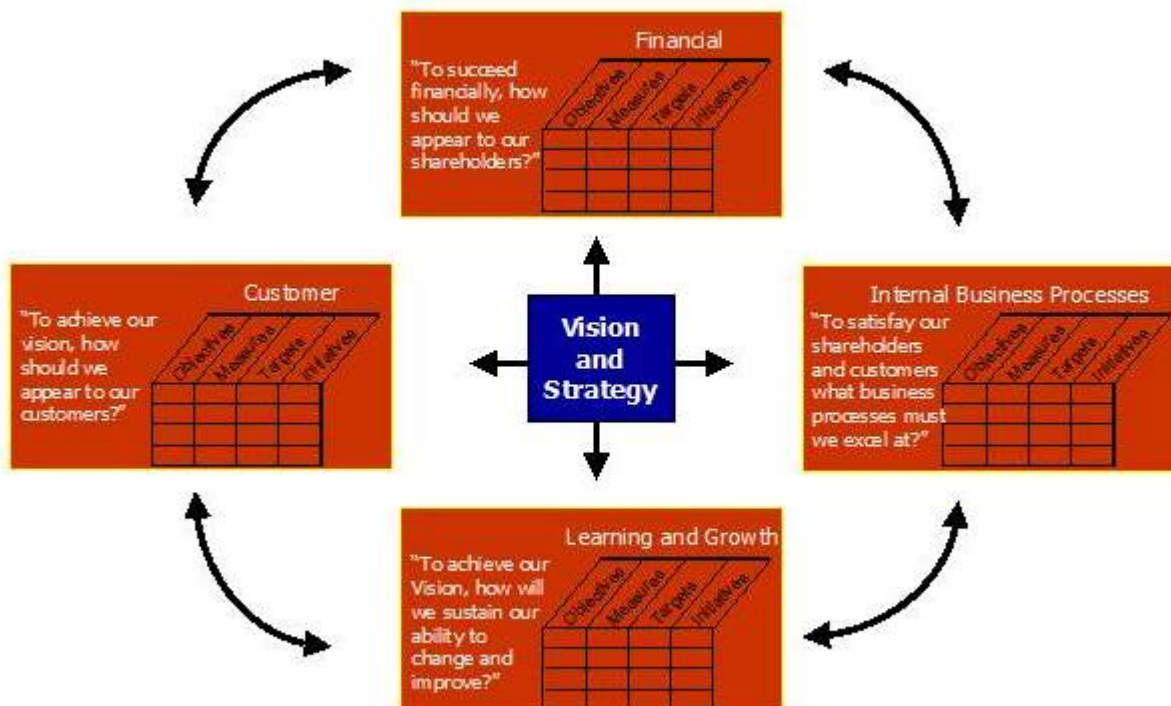 Financial
“To succeed
financially, how
should we
appear to our
shareholders?”
Objectives
Measures
Targets
Initiatives
Customer
“To achieve our
vision, how
should we
appear to our
customers?”
Objectives
Measures
Targets
Initiatives
Vision
and
Strategy
Internal Business Processes
“To satisfay our
shareholders
and customers
what business
processes must
we excel at?”
Objectives
Measures
Targets
Initiatives
Learning and Growth
“To achieve our
Vision, how will
we sustain our
ability to
change and
improve?”
Objectives
Measures
Targets
Initiatives